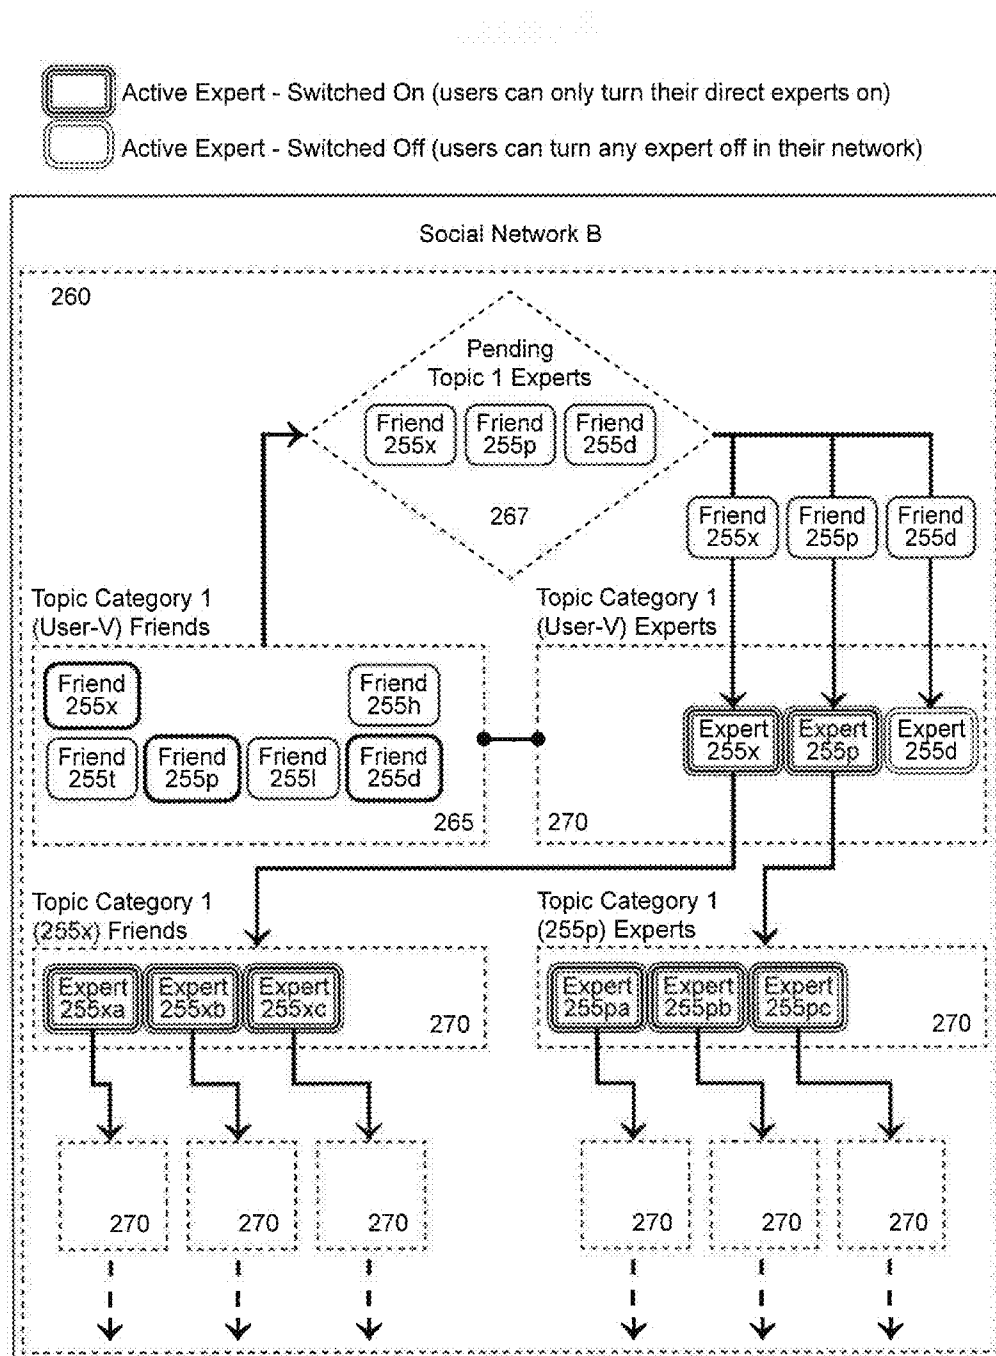 Active Expert - Switched On (users can only turn their direct experts on)
Active Expert - Switched Off (users can turn any expert off in their network)
Social Network B
260
Pending
Topic 1 Experts
Friend
255x
Friend
255p
Friend
255d
267
Friend
255x
Friend
255p
Friend
255d
Topic Category 1
(User-V) Friends
Friend
255x
Friend
255h
Friend
255t
Friend
255p
Friend
255l
Friend
255d
265
Topic Category 1
(User-V) Experts
Expert
255x
Expert
255p
Expert
255d
270
Topic Category 1
(255x) Friends
Expert
255xa
Expert
255xb
Expert
255xc
270
Topic Category 1
(255p) Experts
Expert
255pa
Expert
255pb
Expert
255pc
270
270
270
270
270
270
270